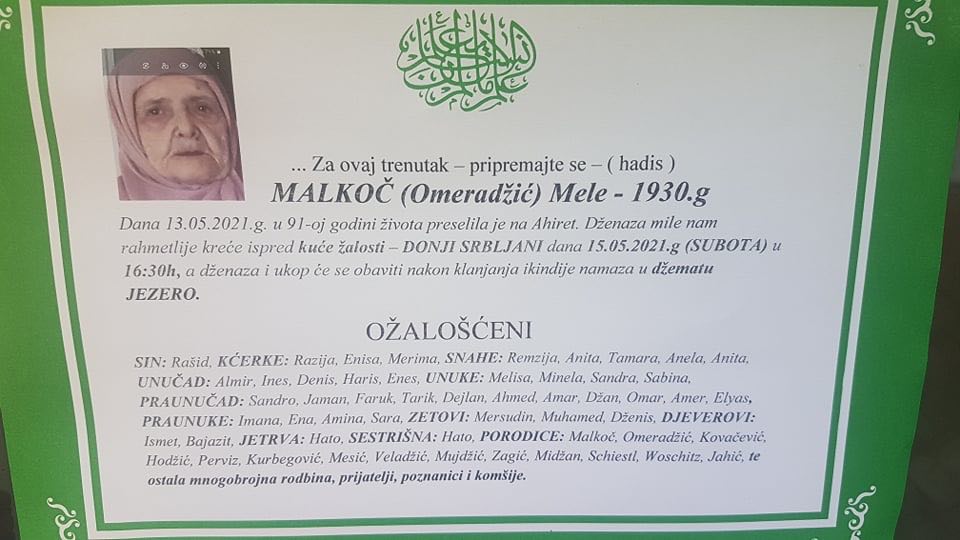 ... Za ovaj trenutak – pripremajte se – ( hadis )
MALKOČ (Omeradžić) Mele - 1930.g
Dana 13.05.2021.g. u 91-oj godini života preselila je na Ahiret. Dženaza mile nam
rahmetlije kreće ispred kuće žalosti – DONJI SRBLJANI dana 15.05.2021.g (SUBOTA) u
16:30h, a dženaza i ukop će se obaviti nakon klanjanja ikindije namaza u džematu
JEZERO.
OŽALOŠĆENI
SIN: Rašid, KĆERKE: Razija, Enisa, Merima, SNAHE: Remzija, Anita, Tamara, Anela, Anita,
UNUČAD: Almir, Ines, Denis, Haris, Enes, UNUKE: Melisa, Minela, Sandra, Sabina,
PRAUNUČAD: Sandro, Jaman, Faruk, Tarik, Dejlan, Ahmed, Amar, Džan, Omar, Amer, Elyas,
PRAUNUKE: Imana, Ena, Amina, Sara, ZETOVI: Mersudin, Muhamed, Dženis, DJEVEROVI:
Ismet, Bajazit, JETRVA: Hato, SESTRIŠNA: Hato, PORODICE: Malkoč, Omeradžić, Kovačević,
Hodžić, Perviz, Kurbegović, Mesić, Veladžić, Mujdžić, Zagić, Midžan, Schiestl, Woschitz, Jahić, te
ostala mnogobrojna rodbina, prijatelji, poznanici i komšije.